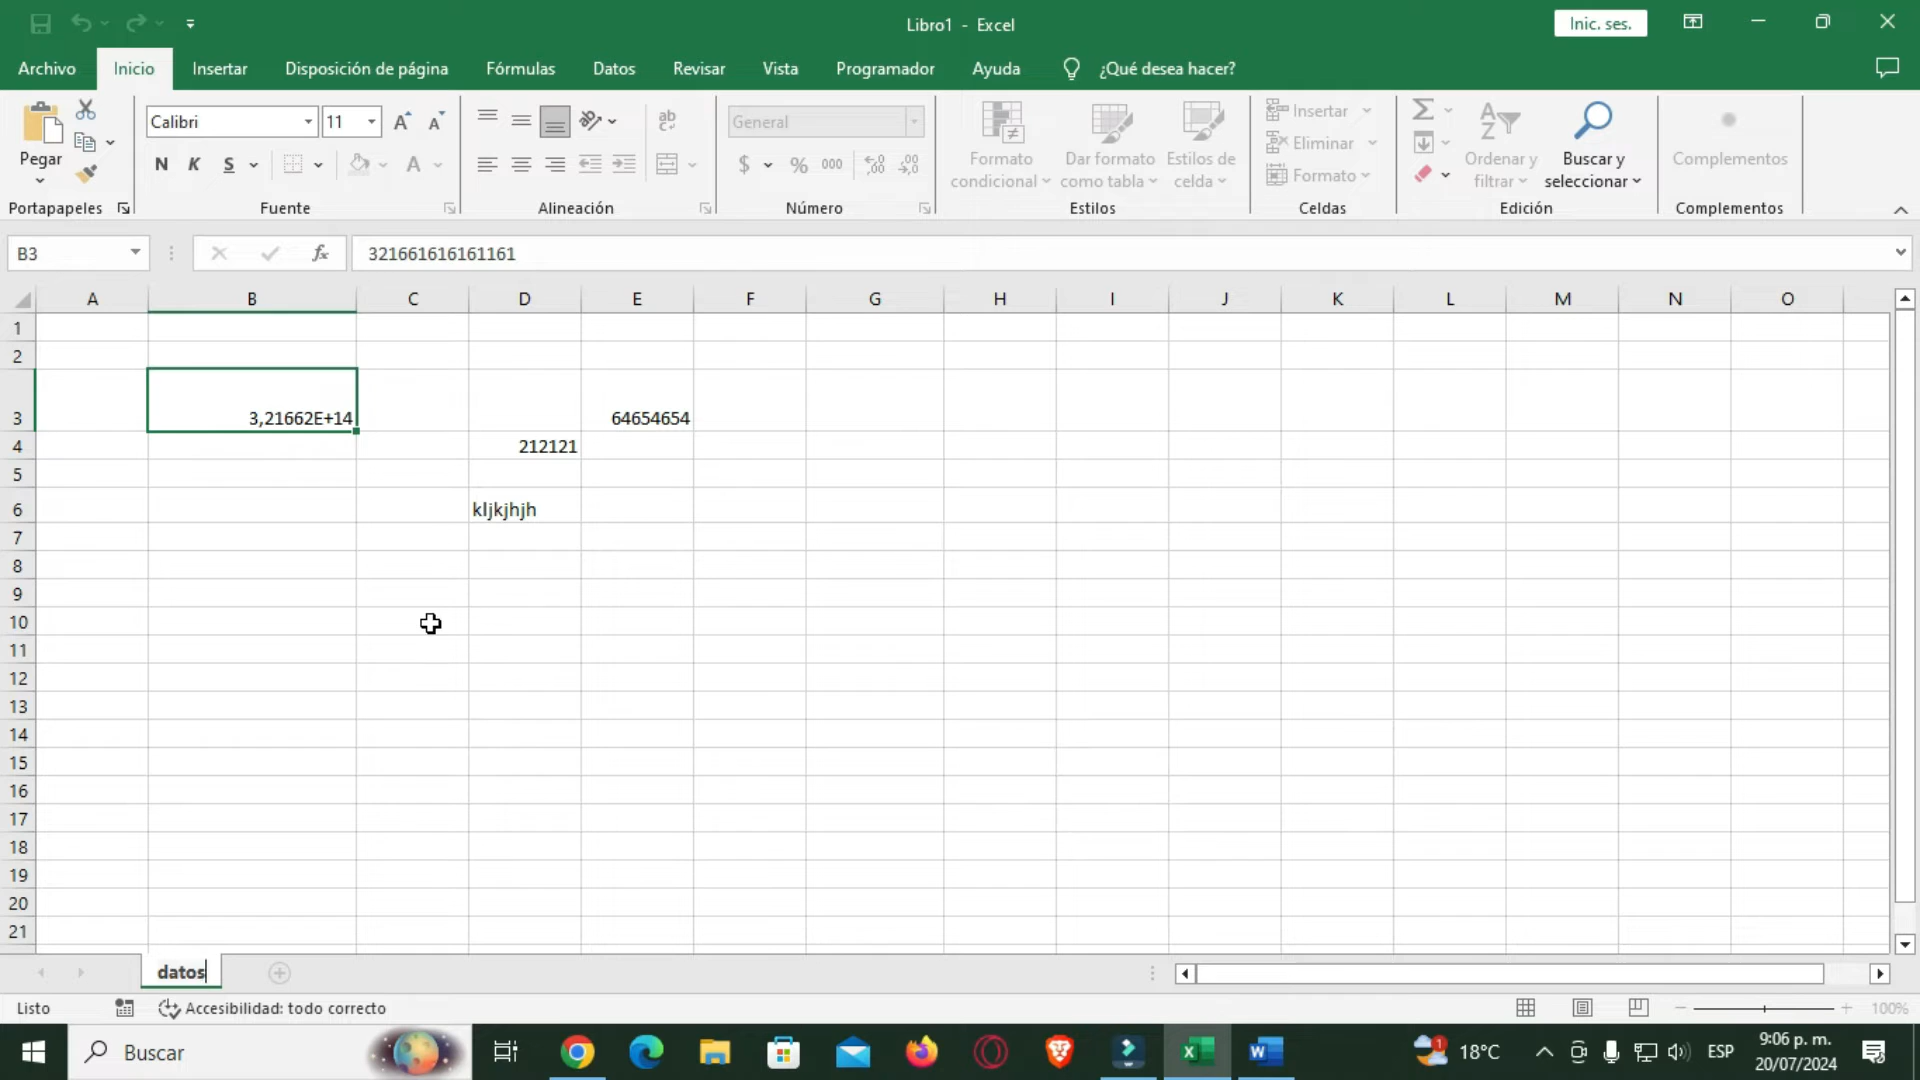 Libro1 - Excel
Inic. ses.
Archivo Inicio Insertar Disposición de página Fórmulas Datos Revisar Vista Programador Ayuda ¿Qué desea hacer?
Pegar
Calibri 11
N K S
ab
General
$ % 000
Formato condicional
Dar formato como tabla
Estilos de celda
Insertar
Eliminar
Formato
Ordenar y filtrar
Buscar y seleccionar
Complementos
Portapapeles Fuente Alineación Número Estilos Celdas Edición Complementos
B3 fx 321661616161161
A B C D E F G H I J K L M N O
1
2
3 3,21662E+14 64654654
4 212121
5
6 kljkjhjh
7
8
9
10
11
12
13
14
15
16
17
18
19
20
21
datos
Listo Accesibilidad: todo correcto 100%
Buscar 18°C ESP 9:06 p. m.
20/07/2024